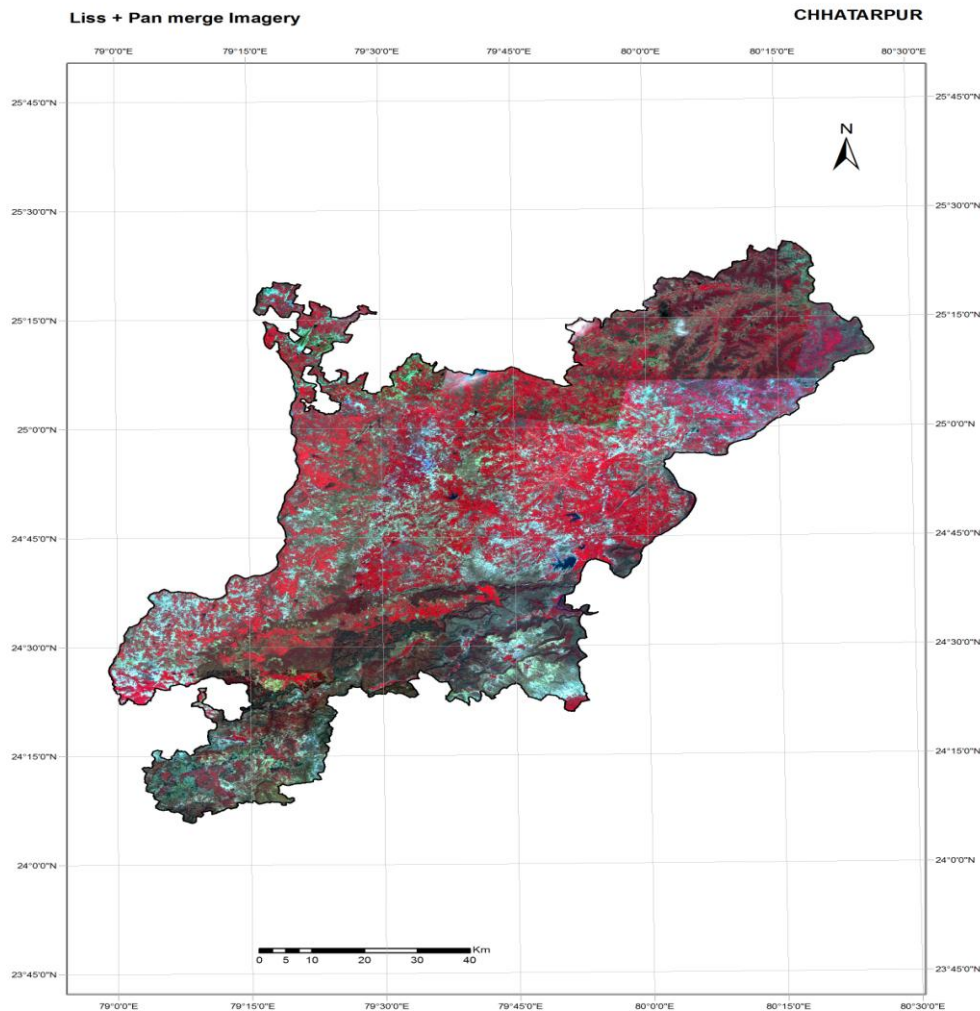 Liss + Pan merge Imagery
CHHATARPUR
79°0'0"E 79°15'0"E 79°30'0"E 79°45'0"E 80°0'0"E 80°15'0"E 80°30'0"E
25°45'0"N 25°45'0"N
N
25°30'0"N 25°30'0"N
25°15'0"N 25°15'0"N
25°0'0"N 25°0'0"N
24°45'0"N 24°45'0"N
24°30'0"N 24°30'0"N
24°15'0"N 24°15'0"N
24°0'0"N 24°0'0"N
Km
0 5 10 20 30 40
23°45'0"N 23°45'0"N
79°0'0"E 79°15'0"E 79°30'0"E 79°45'0"E 80°0'0"E 80°15'0"E 80°30'0"E